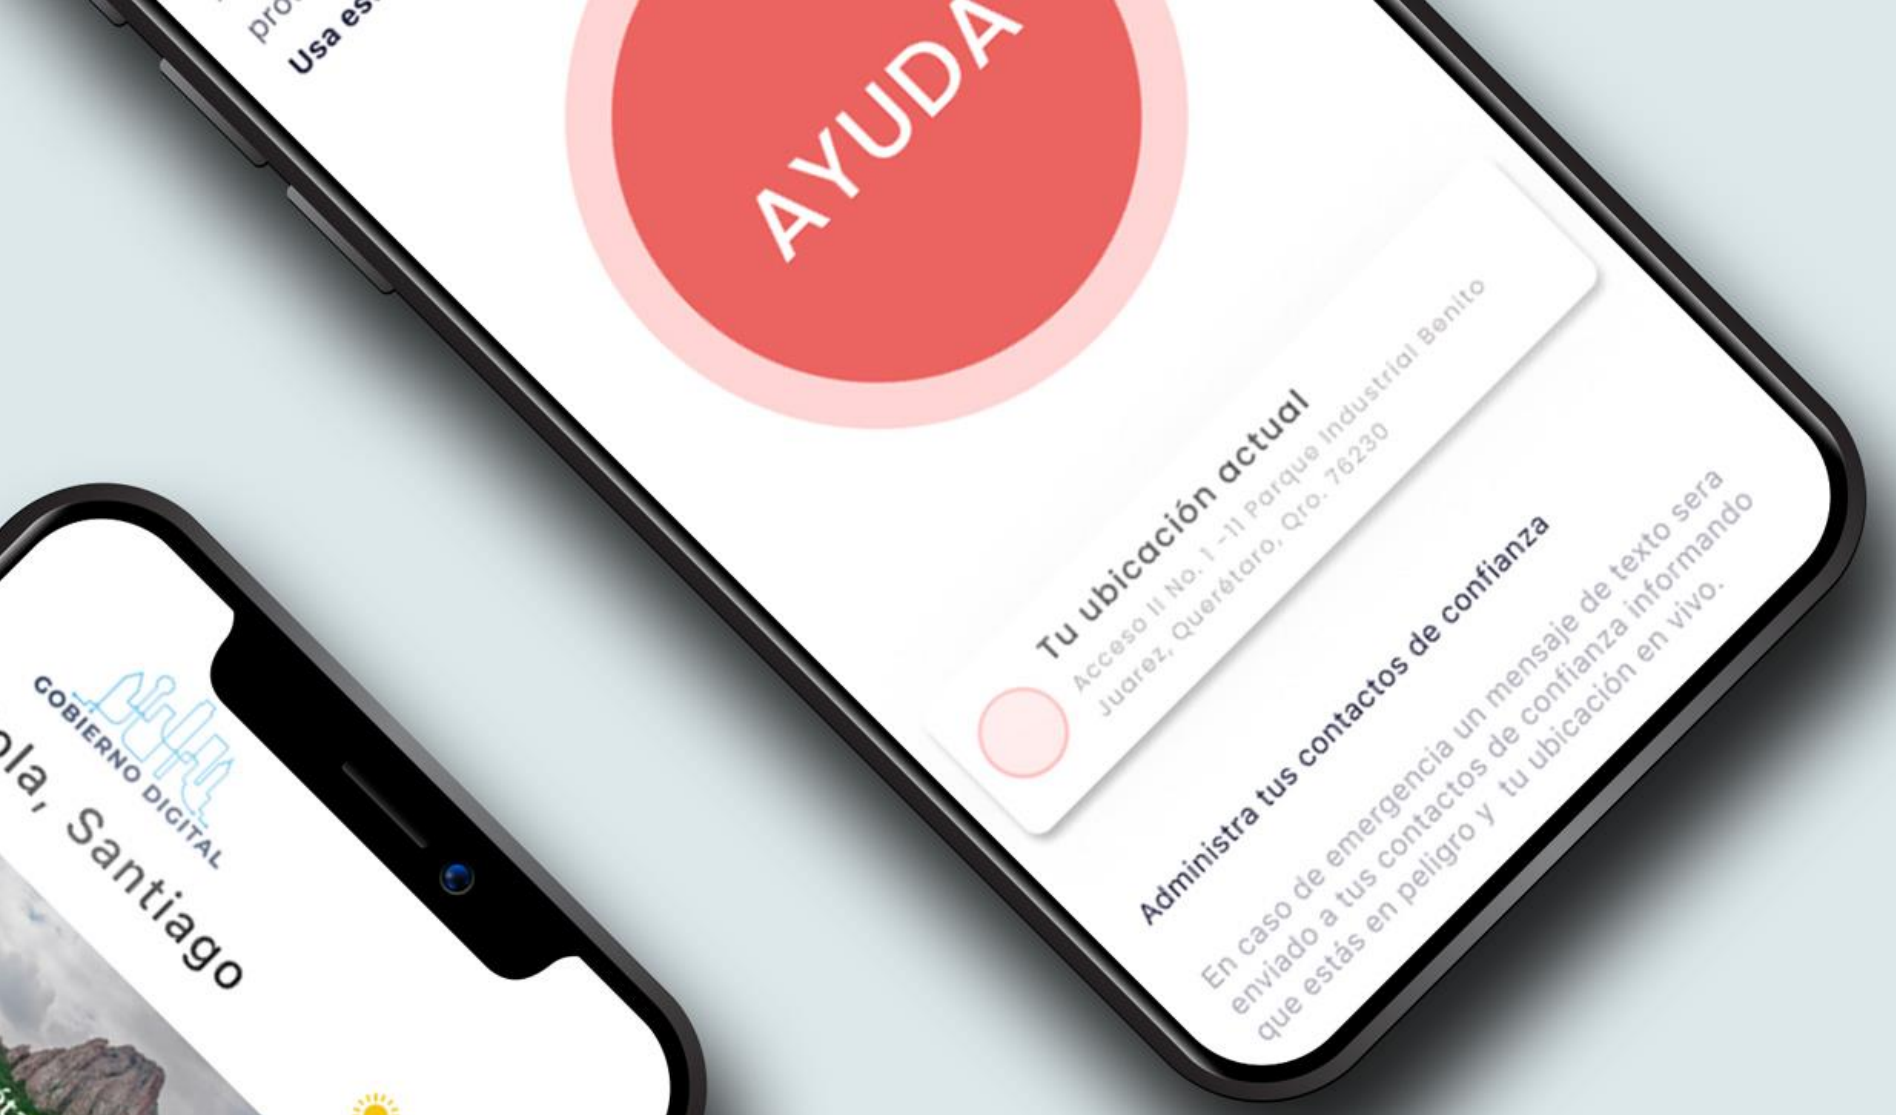 Usa
AYUDA
Tu ubicación actual
Acceso II No. 1 -11 Parque Industrial Benito
Juarez, Querétaro, Qro. 76230
Administra tus contactos de confianza
En caso de emergencia un mensaje de texto sera
enviado a tus contactos de confianza informando
que estás en peligro y tu ubicación en vivo.
GOBIERNO DIGITAL
ola, Santiago